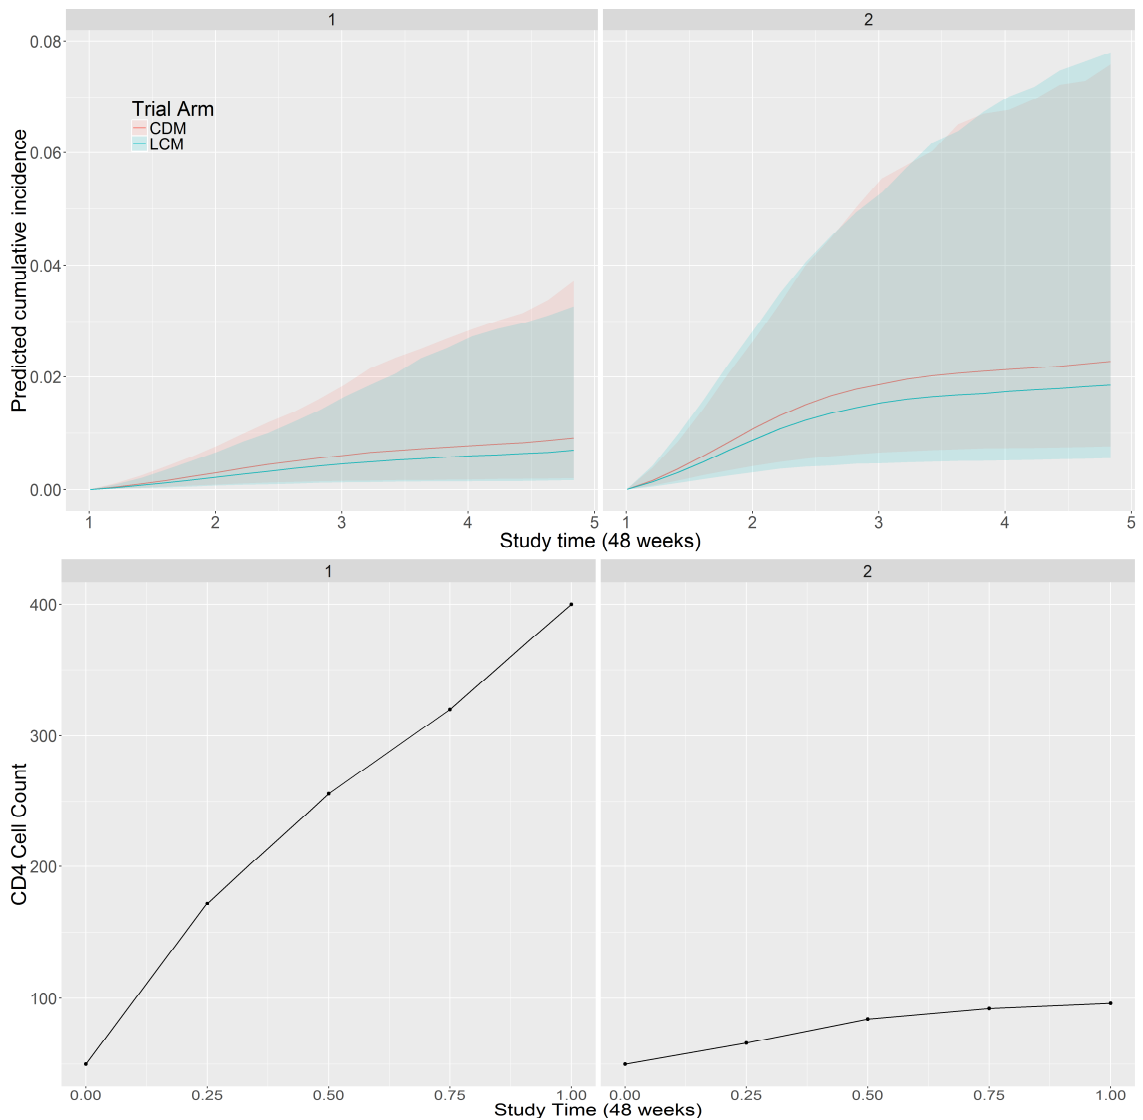 1 2
Predicted cumulative incidence
0.08
0.06
0.04
0.02
0.00
Trial Arm
CDM
LCM
1 2 3 4 5 1 2 3 4 5
Study time (48 weeks)
1 2
CD4 Cell Count
400
300
200
100
0.00 0.25 0.50 0.75 1.00 0.00 0.25 0.50 0.75 1.00
Study Time (48 weeks)